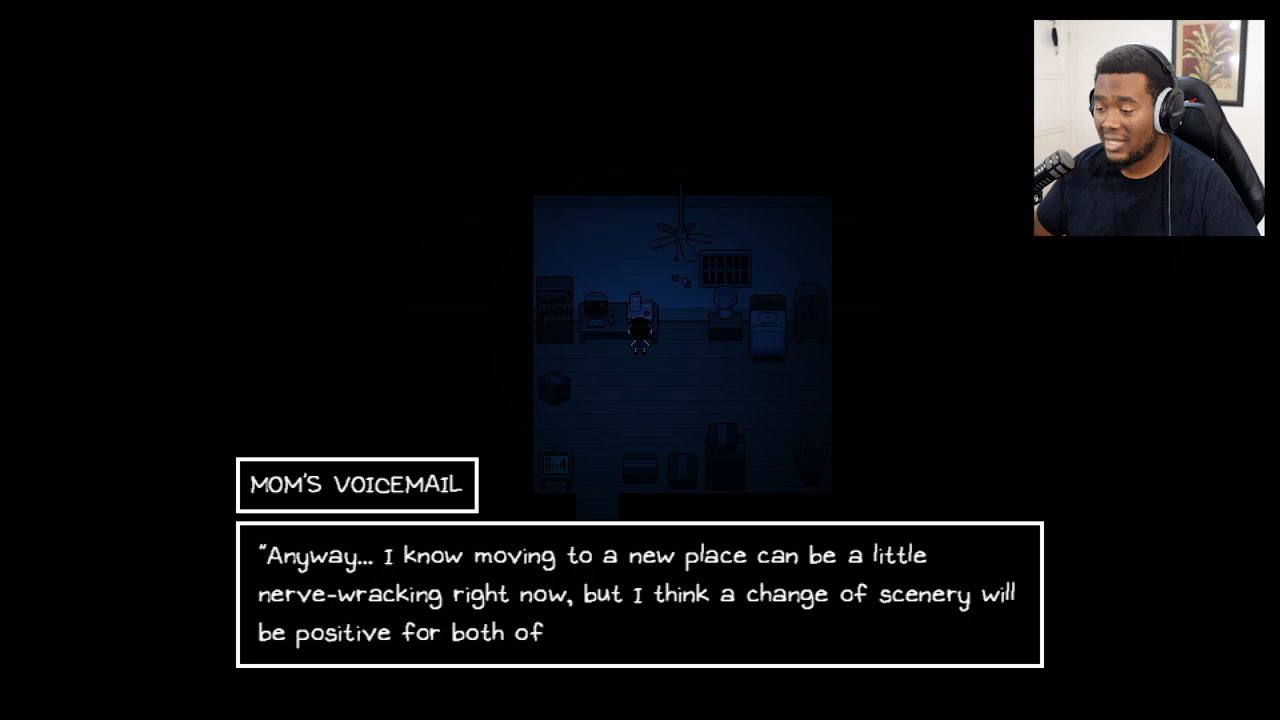 MOM'S VOICEMAIL
"Anyway... I know moving to a new place can be a little
nerve-wracking right now, but I think a change of scenery will
be positive for both of